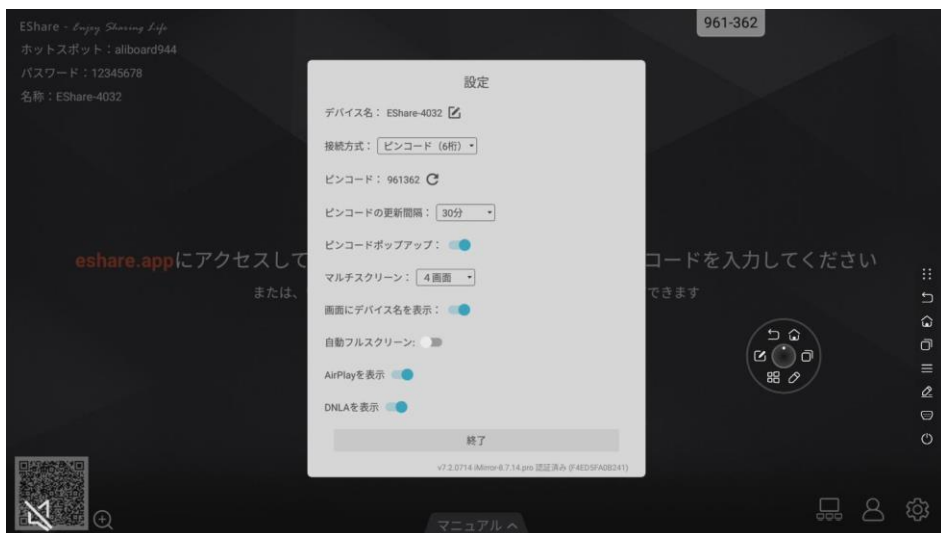 EShare - Enjoy Sharing Life
961-362
ホットスポット：aliboard944
パスワード：12345678
名称：EShare-4032
設定
デバイス名： EShare-4032
接続方式： ピンコード（6桁）
ピンコード： 961362
ピンコードの更新間隔： 30分
ピンコードポップアップ：
eshare.appにアクセスして
コードを入力してください
マルチスクリーン： 4画面
または、
できます
画面にデバイス名を表示：
自動フルスクリーン:
AirPlayを表示
DNLAを表示
終了
v7.2.0714 iMirror-8.7.14.pro 認証済み (F4ED5FA0B241)
マニュアル